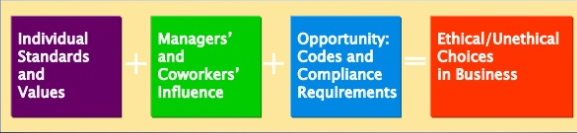 Individual
Standards
and
Values
+
Managers'
and
Coworkers'
Influence
+
Opportunity:
Codes and
Compliance
Requirements
=
Ethical/Unethical
Choices
in Business